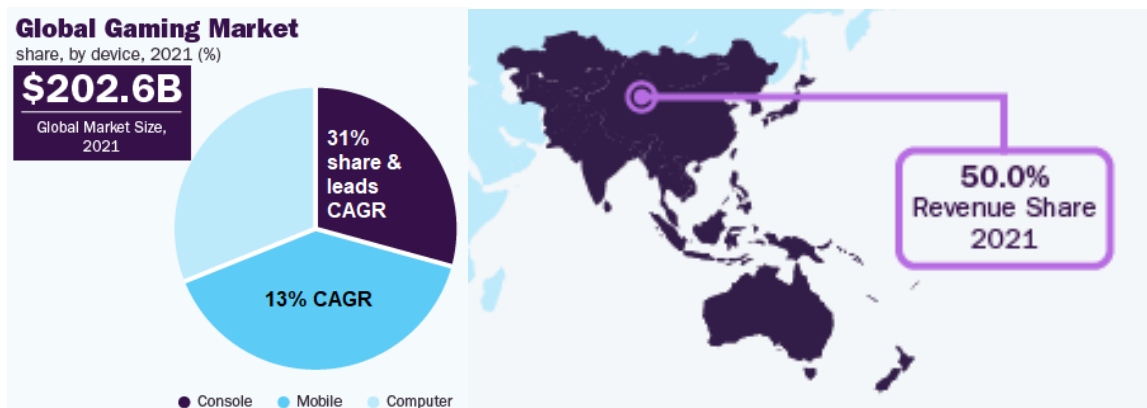 Global Gaming Market
share, by device, 2021 (%)
$202.6B
Global Market Size,
2021
31%
share &
leads
CAGR
13% CAGR
Console Mobile Computer
50.0%
Revenue Share
2021